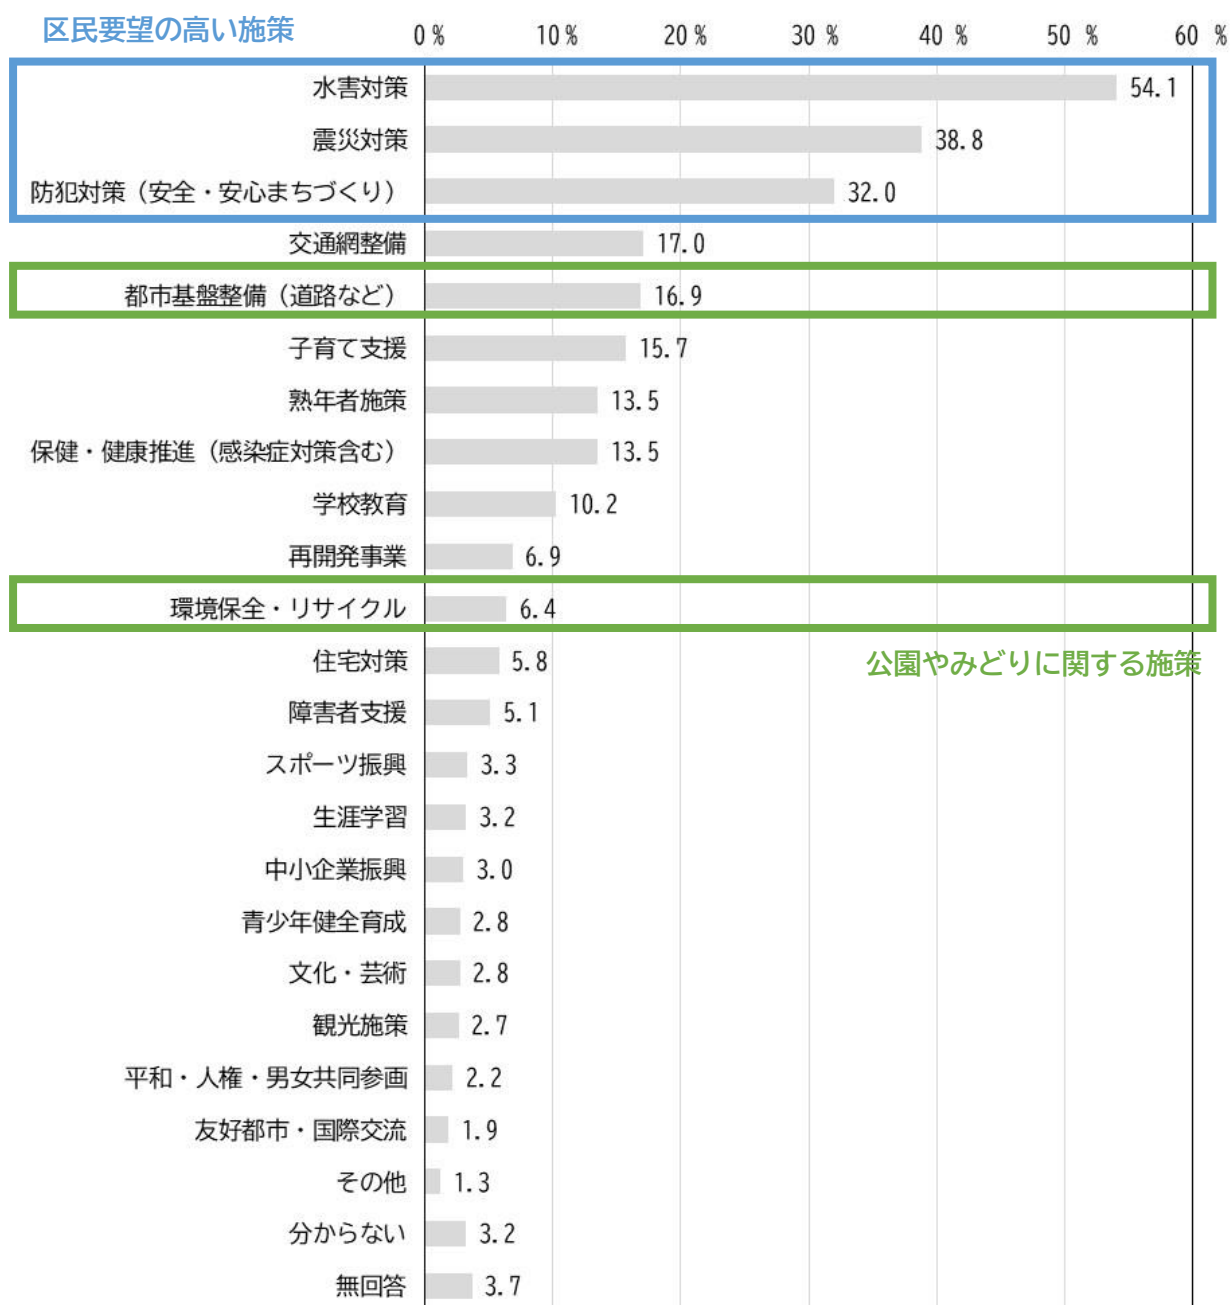 区民要望の高い施策
0% 10% 20% 30 % 40 % 50 % 60 %
水害対策 54.1
震災対策 38.8
防犯対策（安全・安心まちづくり） 32.0
交通網整備 17.0
都市基盤整備（道路など） 16.9
子育て支援 15.7
熟年者施策 13.5
保健・健康推進（感染症対策含む） 13.5
学校教育 10.2
再開発事業 6.9
環境保全・リサイクル 6.4
公園やみどりに関する施策
住宅対策 5.8
障害者支援 5.1
スポーツ振興 3.3
生涯学習 3.2
中小企業振興 3.0
青少年健全育成 2.8
文化・芸術 2.8
観光施策 2.7
平和・人権・男女共同参画 2.2
友好都市・国際交流 1.9
その他 1.3
分からない 3.2
無回答 3.7